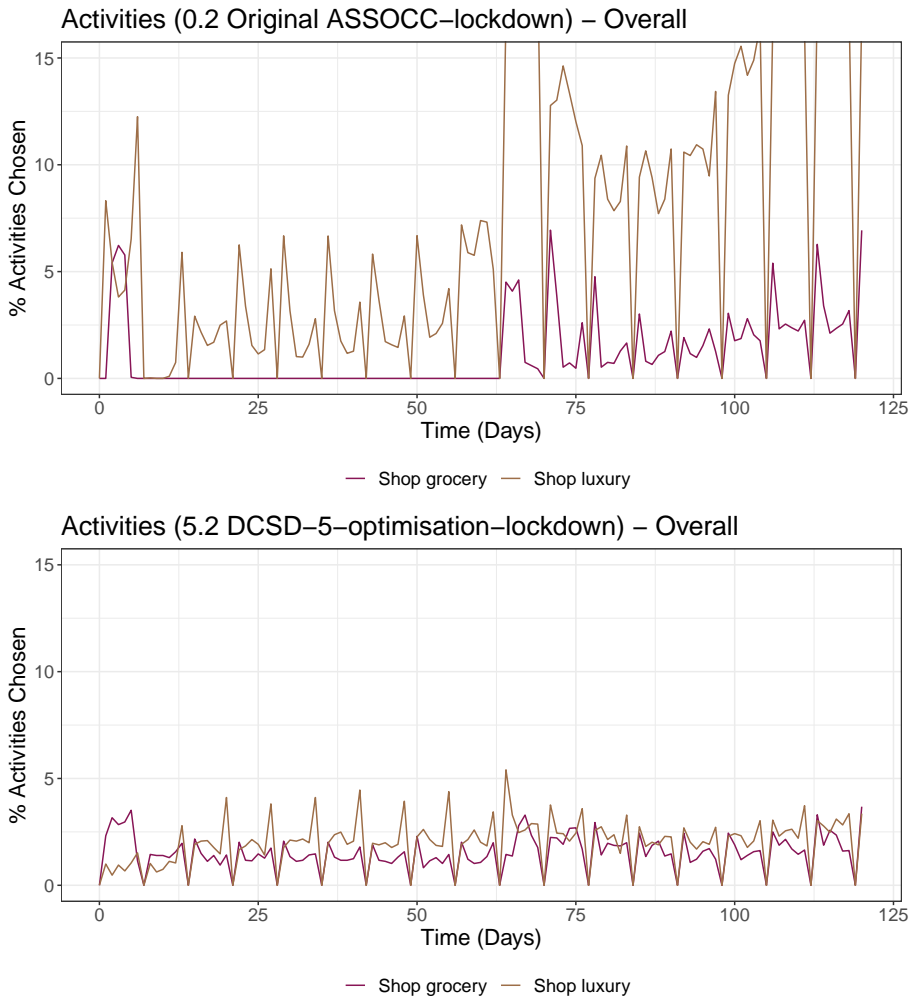 Activities (0.2 Original ASSOCC−lockdown) − Overall
15
10
5
0
% Activities Chosen
0 25 50 75 100 125
Time (Days)
Shop grocery Shop luxury
Activities (5.2 DCSD−5−optimisation−lockdown) − Overall
15
10
5
0
% Activities Chosen
0 25 50 75 100 125
Time (Days)
Shop grocery Shop luxury